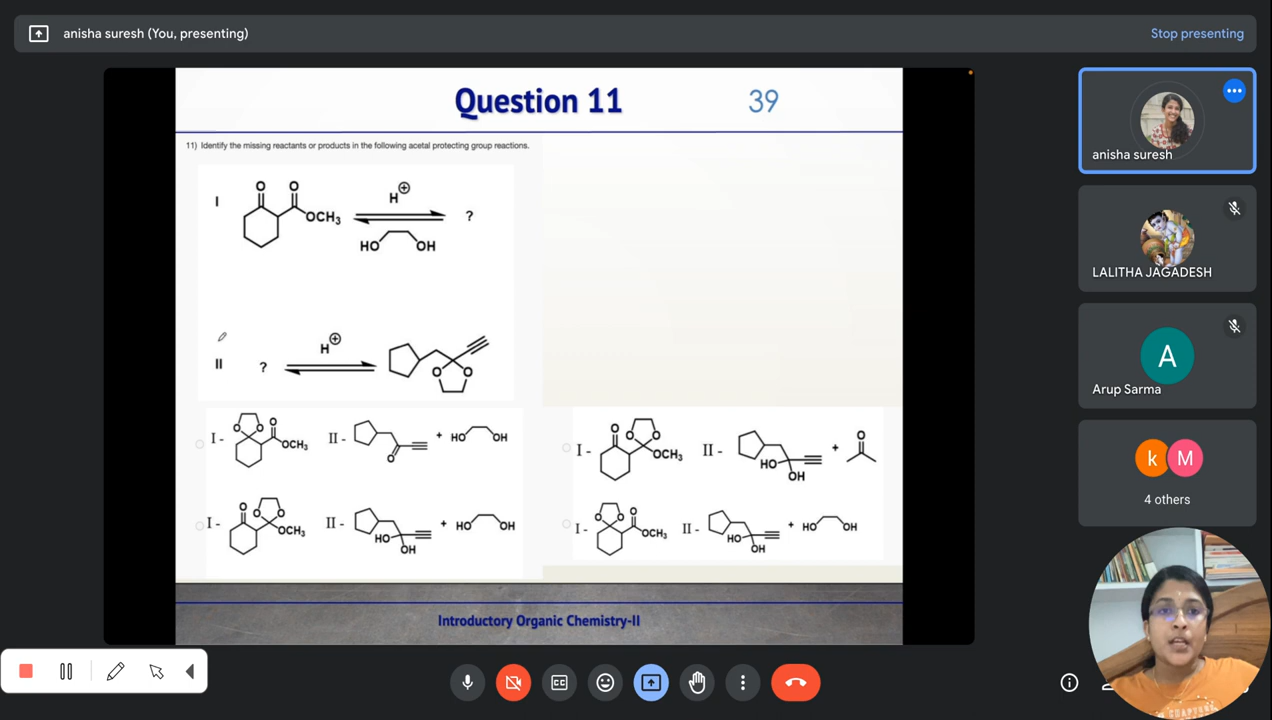 anisha suresh (You, presenting)
Stop presenting
Question 11
39
11) Identify the missing reactants or products in the following acetal protecting group reactions.
I
O
O
OCH3
H⊕
HO
OH
?
II
?
H⊕
O
O
I -
O
O
O
OCH3
II -
O
+
HO
OH
I -
O
O
O
OCH3
II -
HO
OH
+
O
I -
O
O
O
OCH3
II -
HO
OH
+
HO
OH
I -
O
O
O
OCH3
II -
HO
OH
+
HO
OH
Introductory Organic Chemistry-II
anisha suresh
LALITHA JAGADESH
A
Arup Sarma
k
M
4 others
CC